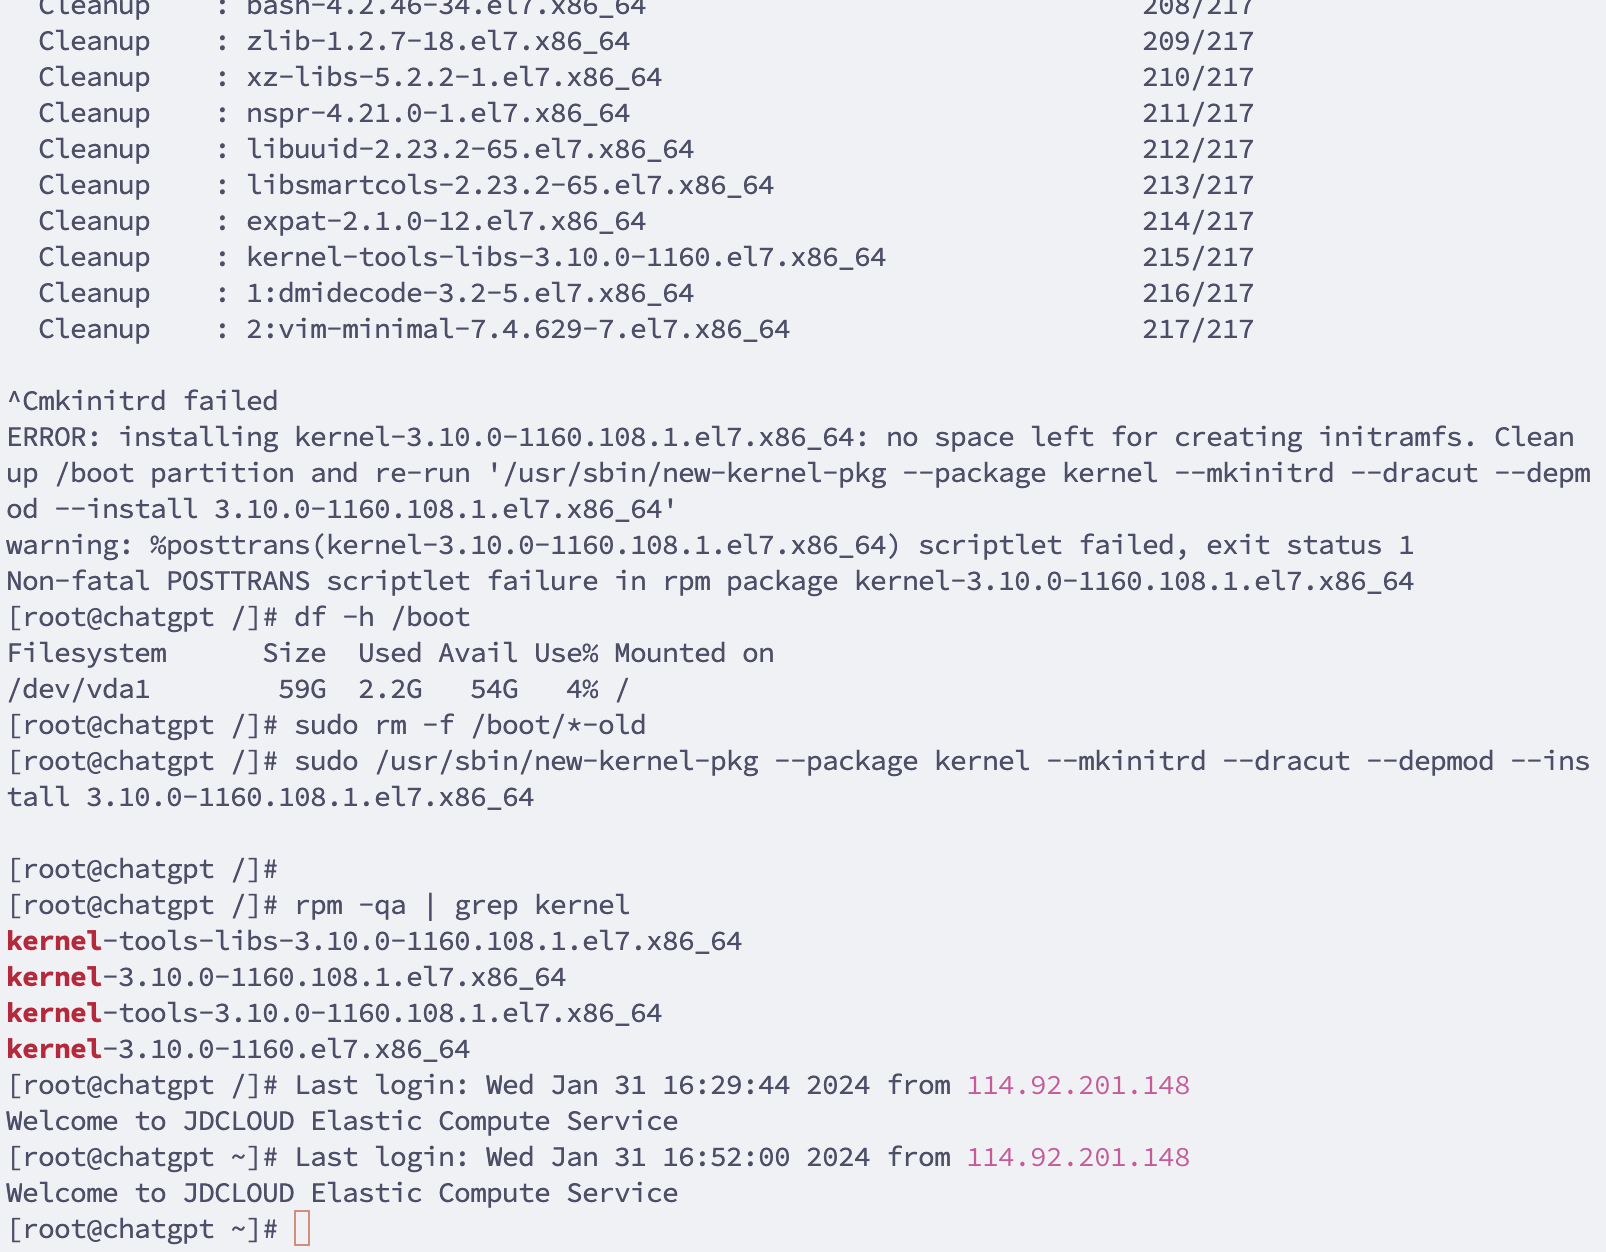 Cleanup    : bash-4.2.46-34.el7.x86_64    208/217
Cleanup    : zlib-1.2.7-18.el7.x86_64    209/217
Cleanup    : xz-libs-5.2.2-1.el7.x86_64    210/217
Cleanup    : nspr-4.21.0-1.el7.x86_64    211/217
Cleanup    : libuuid-2.23.2-65.el7.x86_64    212/217
Cleanup    : libsmartcols-2.23.2-65.el7.x86_64    213/217
Cleanup    : expat-2.1.0-12.el7.x86_64    214/217
Cleanup    : kernel-tools-libs-3.10.0-1160.el7.x86_64    215/217
Cleanup    : 1:dmidecode-3.2-5.el7.x86_64    216/217
Cleanup    : 2:vim-minimal-7.4.629-7.el7.x86_64    217/217
^Cmkinitrd failed
ERROR: installing kernel-3.10.0-1160.108.1.el7.x86_64: no space left for creating initramfs. Clean
up /boot partition and re-run '/usr/sbin/new-kernel-pkg --package kernel --mkinitrd --dracut --depm
od --install 3.10.0-1160.108.1.el7.x86_64'
warning: %posttrans(kernel-3.10.0-1160.108.1.el7.x86_64) scriptlet failed, exit status 1
Non-fatal POSTTRANS scriptlet failure in rpm package kernel-3.10.0-1160.108.1.el7.x86_64
[root@chatgpt /]# df -h /boot
Filesystem      Size  Used Avail Use% Mounted on
/dev/vda1        59G  2.2G   54G   4% /
[root@chatgpt /]# sudo rm -f /boot/*-old
[root@chatgpt /]# sudo /usr/sbin/new-kernel-pkg --package kernel --mkinitrd --dracut --depmod --ins
tall 3.10.0-1160.108.1.el7.x86_64
[root@chatgpt /]#
[root@chatgpt /]# rpm -qa | grep kernel
kernel-tools-libs-3.10.0-1160.108.1.el7.x86_64
kernel-3.10.0-1160.108.1.el7.x86_64
kernel-tools-3.10.0-1160.108.1.el7.x86_64
kernel-3.10.0-1160.el7.x86_64
[root@chatgpt /]# Last login: Wed Jan 31 16:29:44 2024 from 114.92.201.148
Welcome to JDCLOUD Elastic Compute Service
[root@chatgpt ~]# Last login: Wed Jan 31 16:52:00 2024 from 114.92.201.148
Welcome to JDCLOUD Elastic Compute Service
[root@chatgpt ~]#